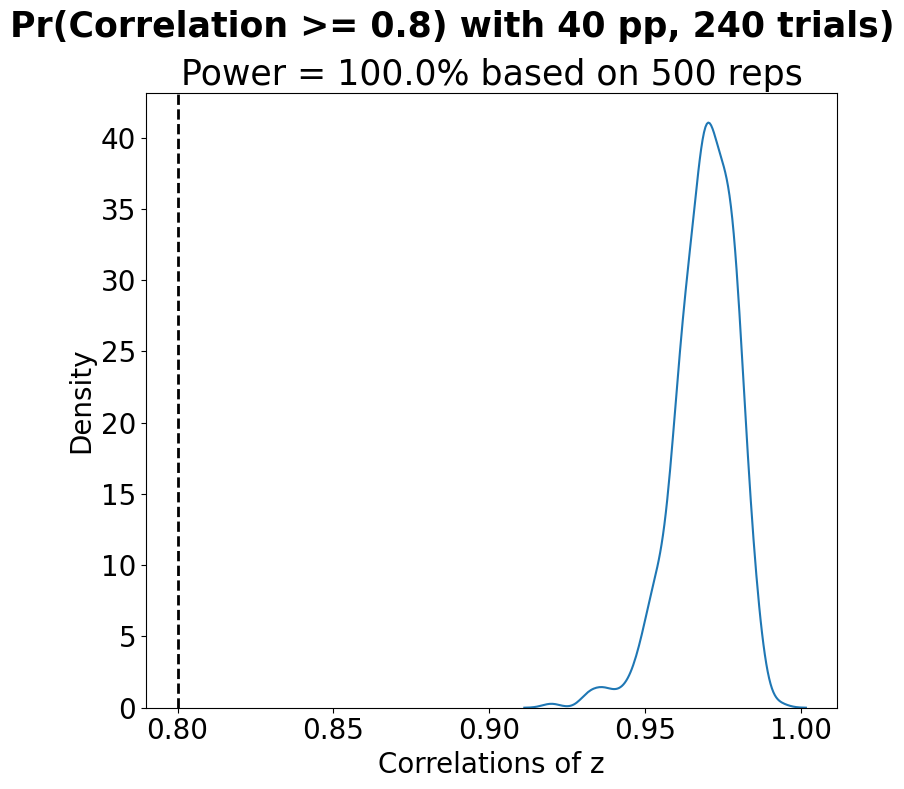 Pr(Correlation >= 0.8) with 40 pp, 240 trials)
Power = 100.0% based on 500 reps
40
35
30
25
20
15
10
5
0
Density
0.80 0.85 0.90 0.95 1.00
Correlations of z